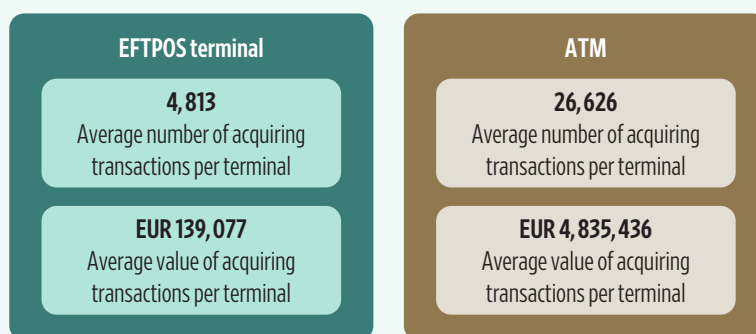 EFTPOS terminal
4,813
Average number of acquiring
transactions per terminal
EUR 139,077
Average value of acquiring
transactions per terminal
ATM
26,626
Average number of acquiring
transactions per terminal
EUR 4,835,436
Average value of acquiring
transactions per terminal